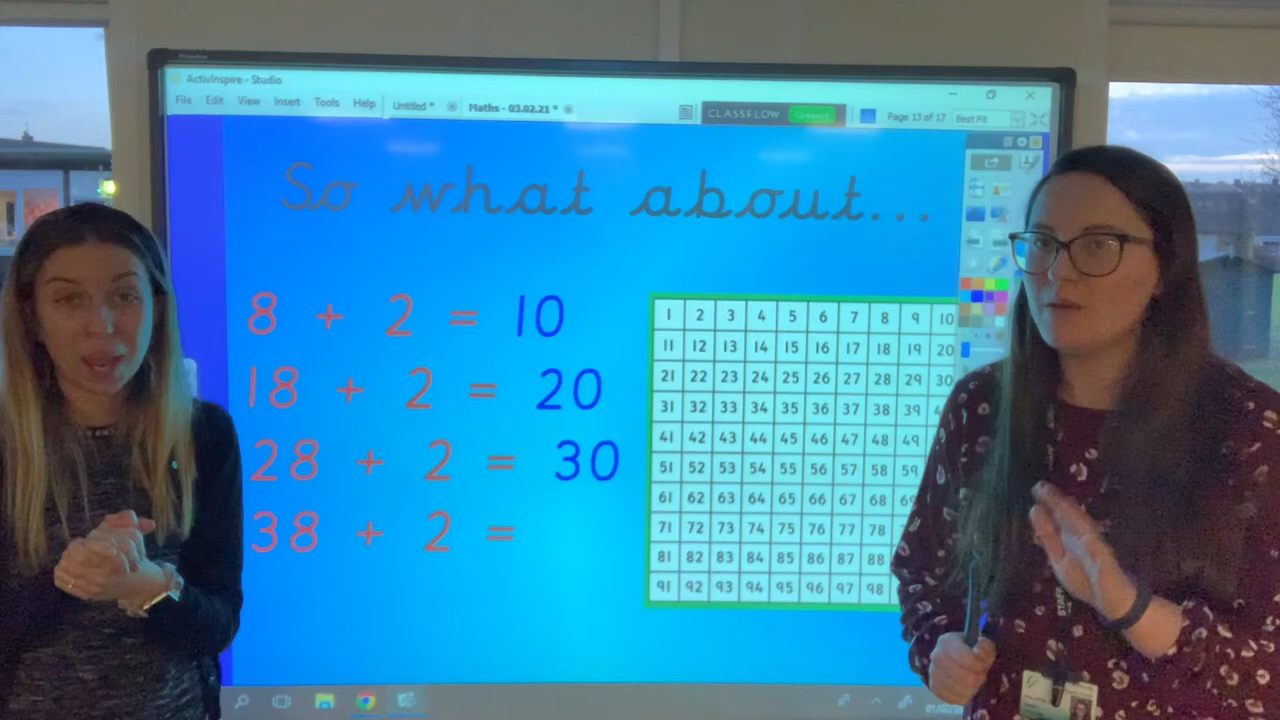 ActivInspire - Studio
File Edit View Insert Tools Help Untitled * Maths - 03.02.21 * CLASSFLOW Connect Page 13 of 17 Best Fit
So what about...
8 + 2 = 10
18 + 2 = 20
28 + 2 = 30
38 + 2 =
1 2 3 4 5 6 7 8 9 10
11 12 13 14 15 16 17 18 19 20
21 22 23 24 25 26 27 28 29 30
31 32 33 34 35 36 37 38 39
41 42 43 44 45 46 47 48 49
51 52 53 54 55 56 57 58 59
61 62 63 64 65 66 67 68
71 72 73 74 75 76 77 78
81 82 83 84 85 86 87 88
91 92 93 94 95 96 97 98
STAFF